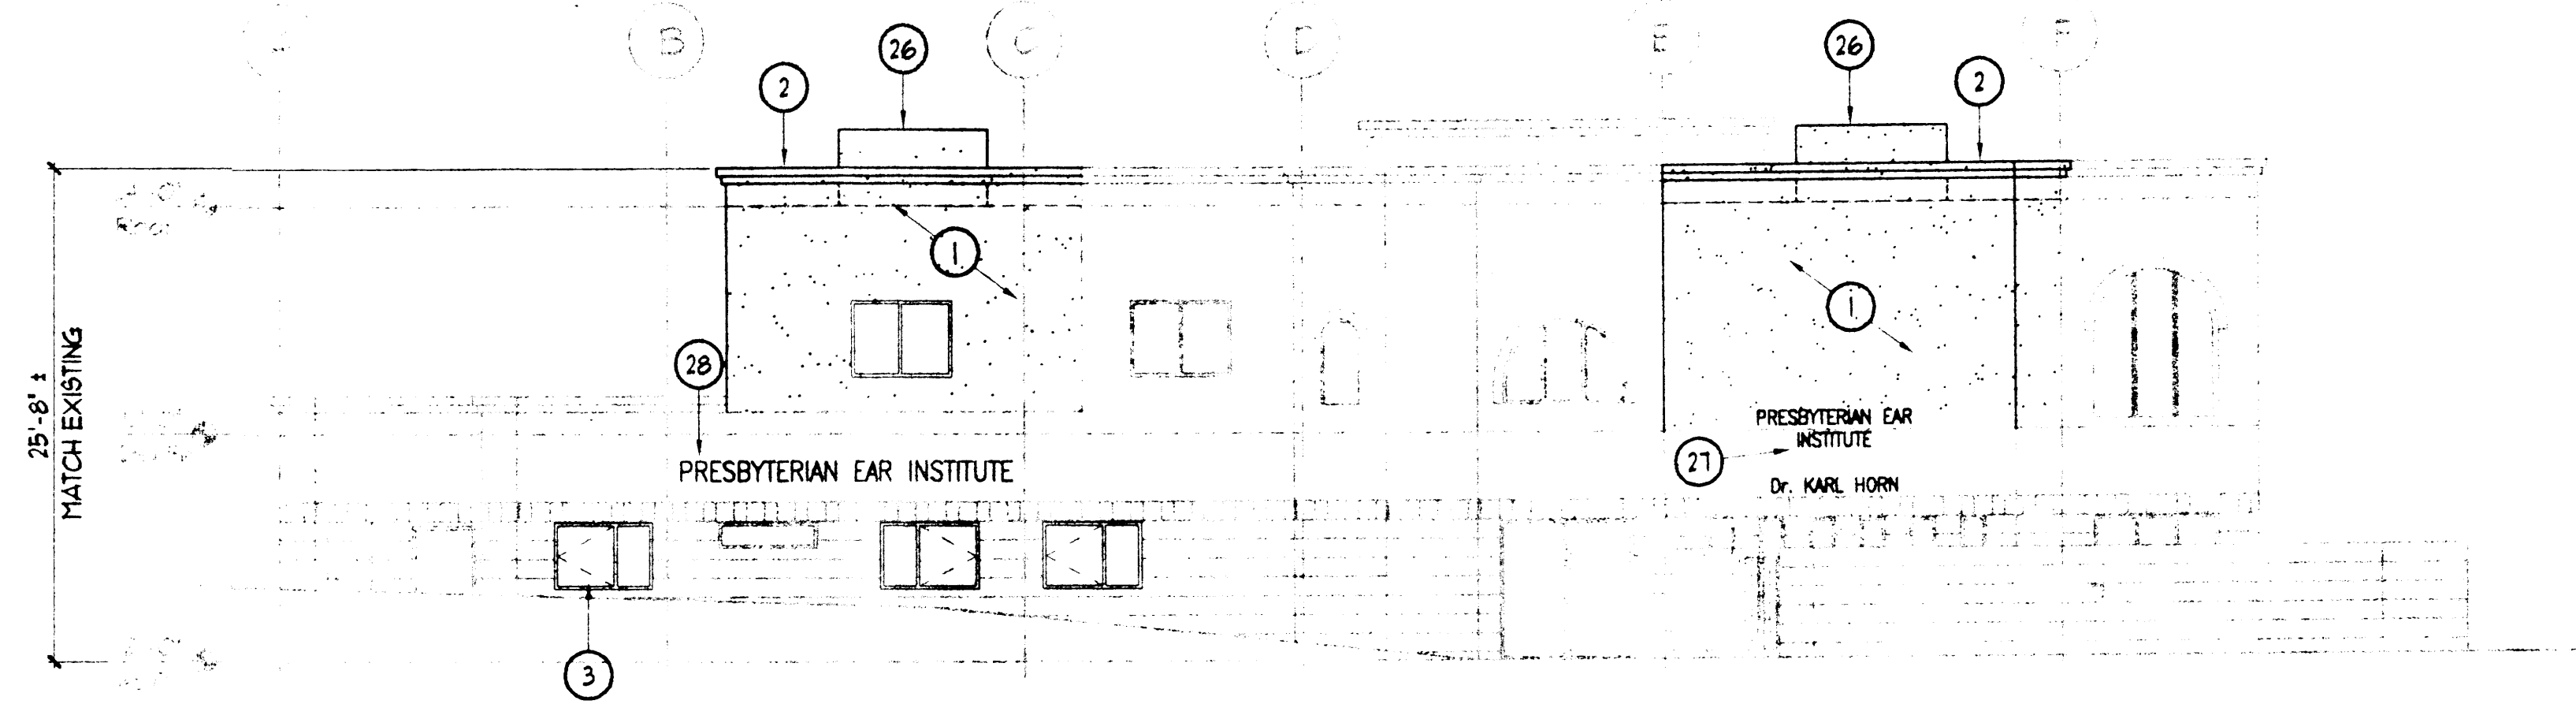 B
C
D
E
F
26
2
26
2
1
1
28
25'-8" ±
MATCH EXISTING
PRESBYTERIAN EAR INSTITUTE
PRESBYTERIAN EAR
INSTITUTE
27
Dr. KARL HORN
3